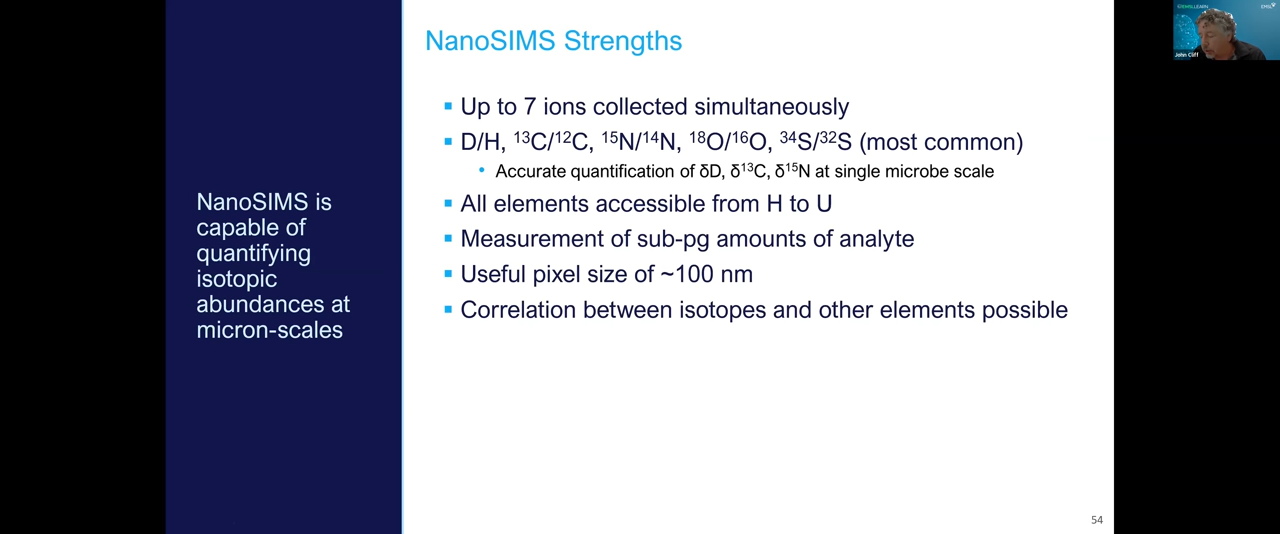 NanoSIMS Strengths
Up to 7 ions collected simultaneously
D/H, ¹³C/¹²C, ¹⁵N/¹⁴N, ¹⁸O/¹⁶O, ³⁴S/³²S (most common)
Accurate quantification of δD, δ¹³C, δ¹⁵N at single microbe scale
All elements accessible from H to U
Measurement of sub-pg amounts of analyte
Useful pixel size of ~100 nm
Correlation between isotopes and other elements possible
NanoSIMS is
capable of
quantifying
isotopic
abundances at
micron-scales
54
EMSL LEARN
EMSL
John Cliff